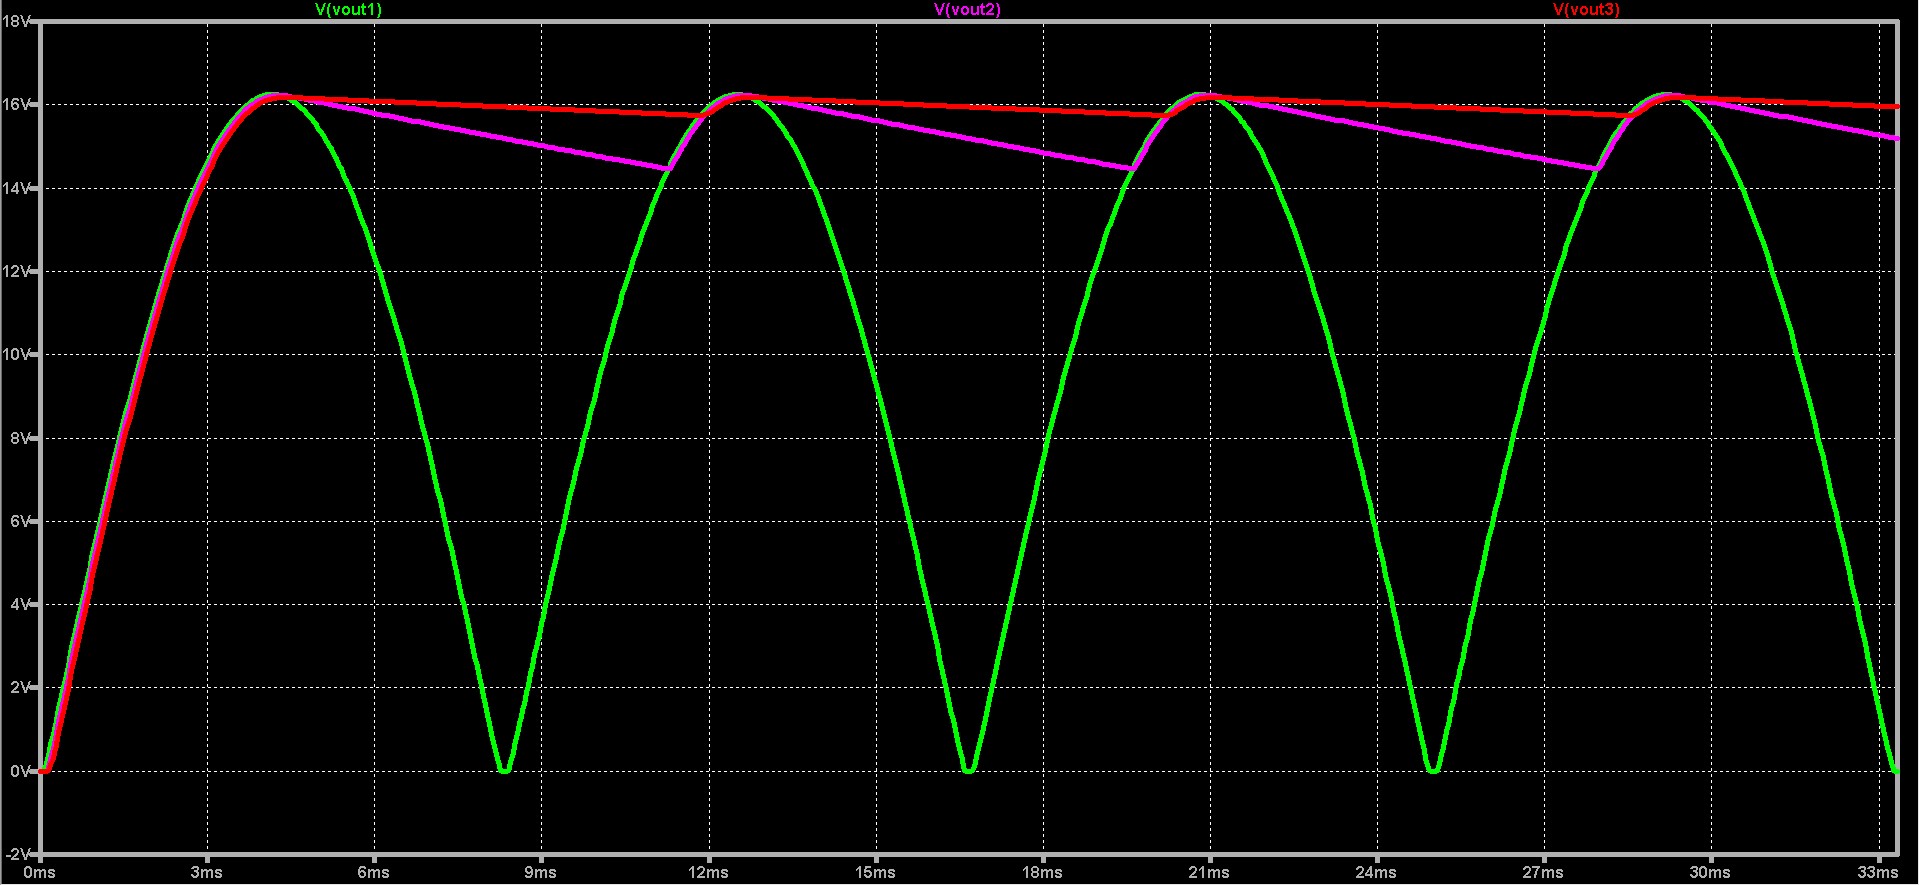 V(vout1) V(vout2) V(vout3)
18V
16V
14V
12V
10V
8V
6V
4V
2V
0V
-2V
0ms 3ms 6ms 9ms 12ms 15ms 18ms 21ms 24ms 27ms 30ms 33ms